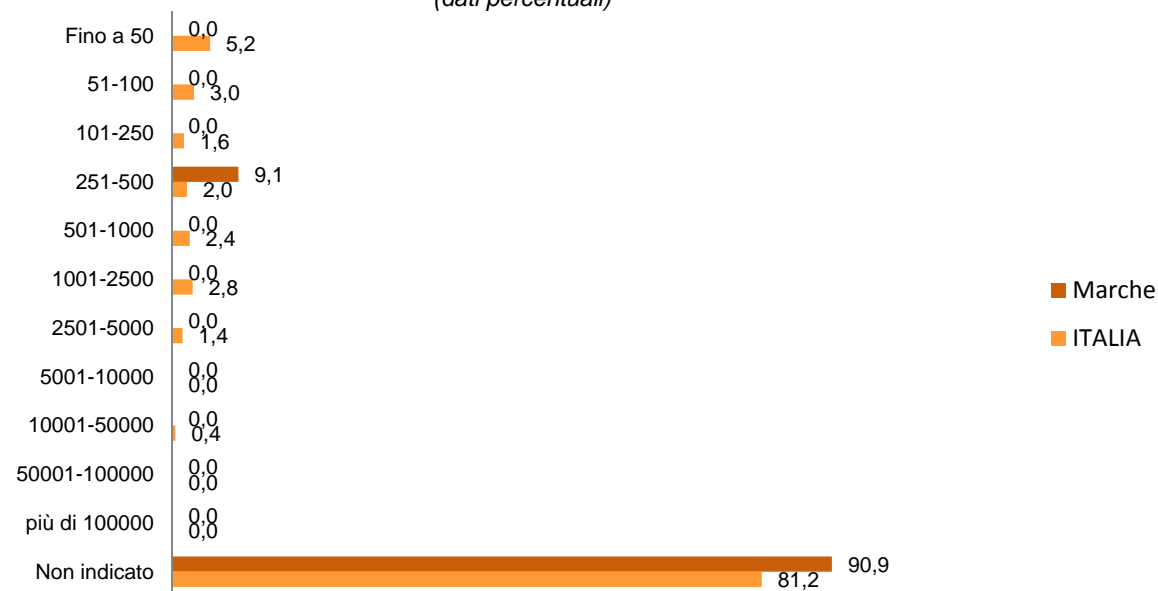 (dati percentuali)
Fino a 50 0,0 5,2
51-100 0,0 3,0
101-250 0,0 1,6
251-500 9,1 2,0
501-1000 0,0 2,4
1001-2500 0,0 2,8
2501-5000 0,0 1,4
5001-10000 0,0 0,0
10001-50000 0,0 0,4
50001-100000 0,0 0,0
più di 100000 0,0 0,0
Non indicato 90,9 81,2
Marche
ITALIA